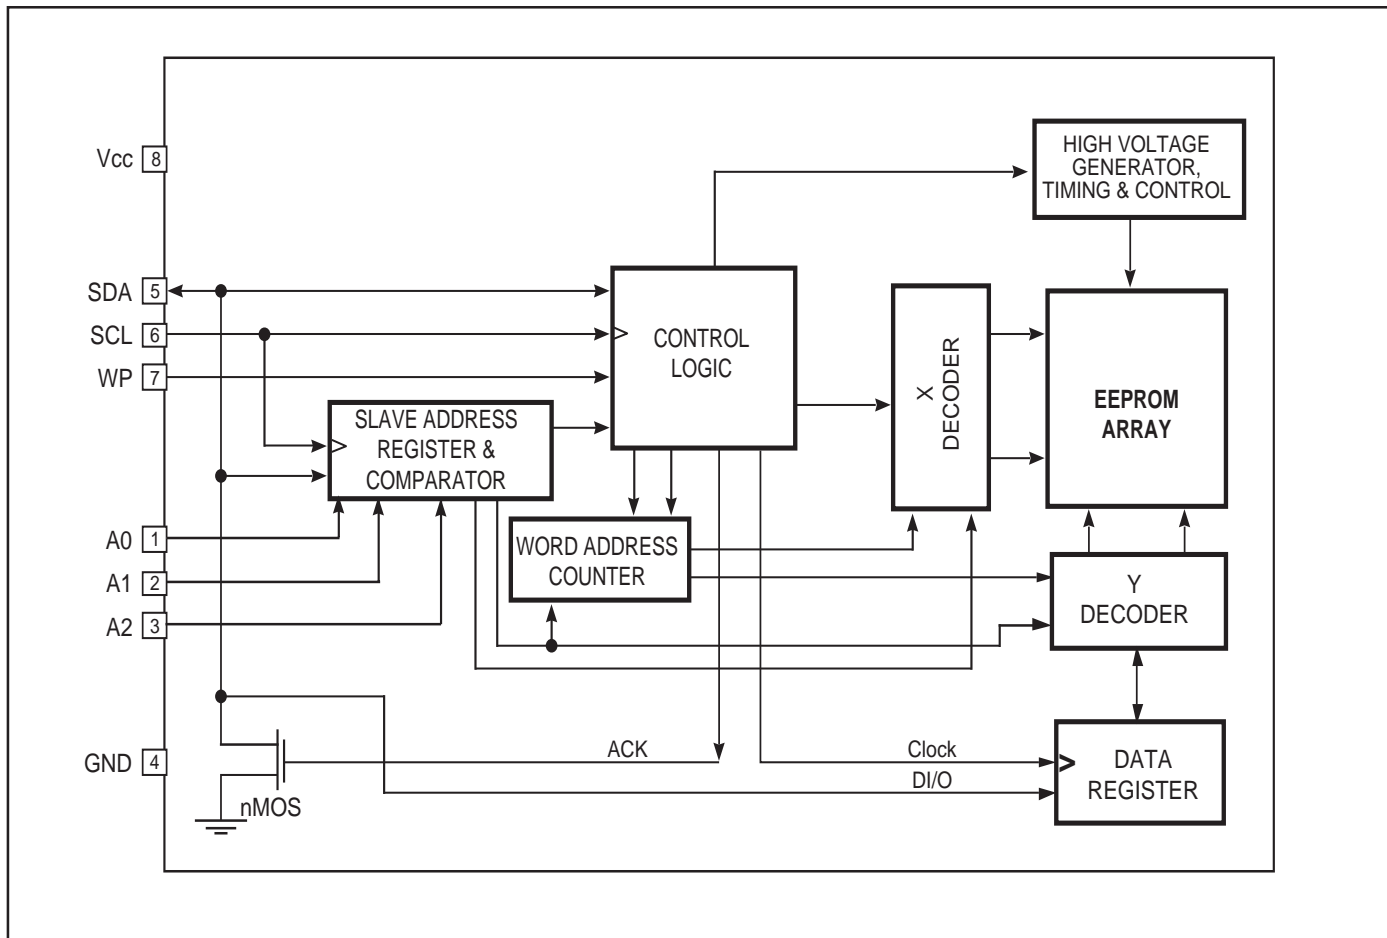 HIGH VOLTAGE
GENERATOR,
TIMING & CONTROL
Vcc 8
SDA 5
SCL 6
WP 7
CONTROL
LOGIC
X
DECODER
EEPROM
ARRAY
SLAVE ADDRESS
REGISTER &
COMPARATOR
A0 1
A1 2
A2 3
WORD ADDRESS
COUNTER
Y
DECODER
GND 4
nMOS
ACK
Clock
DI/O
DATA
REGISTER